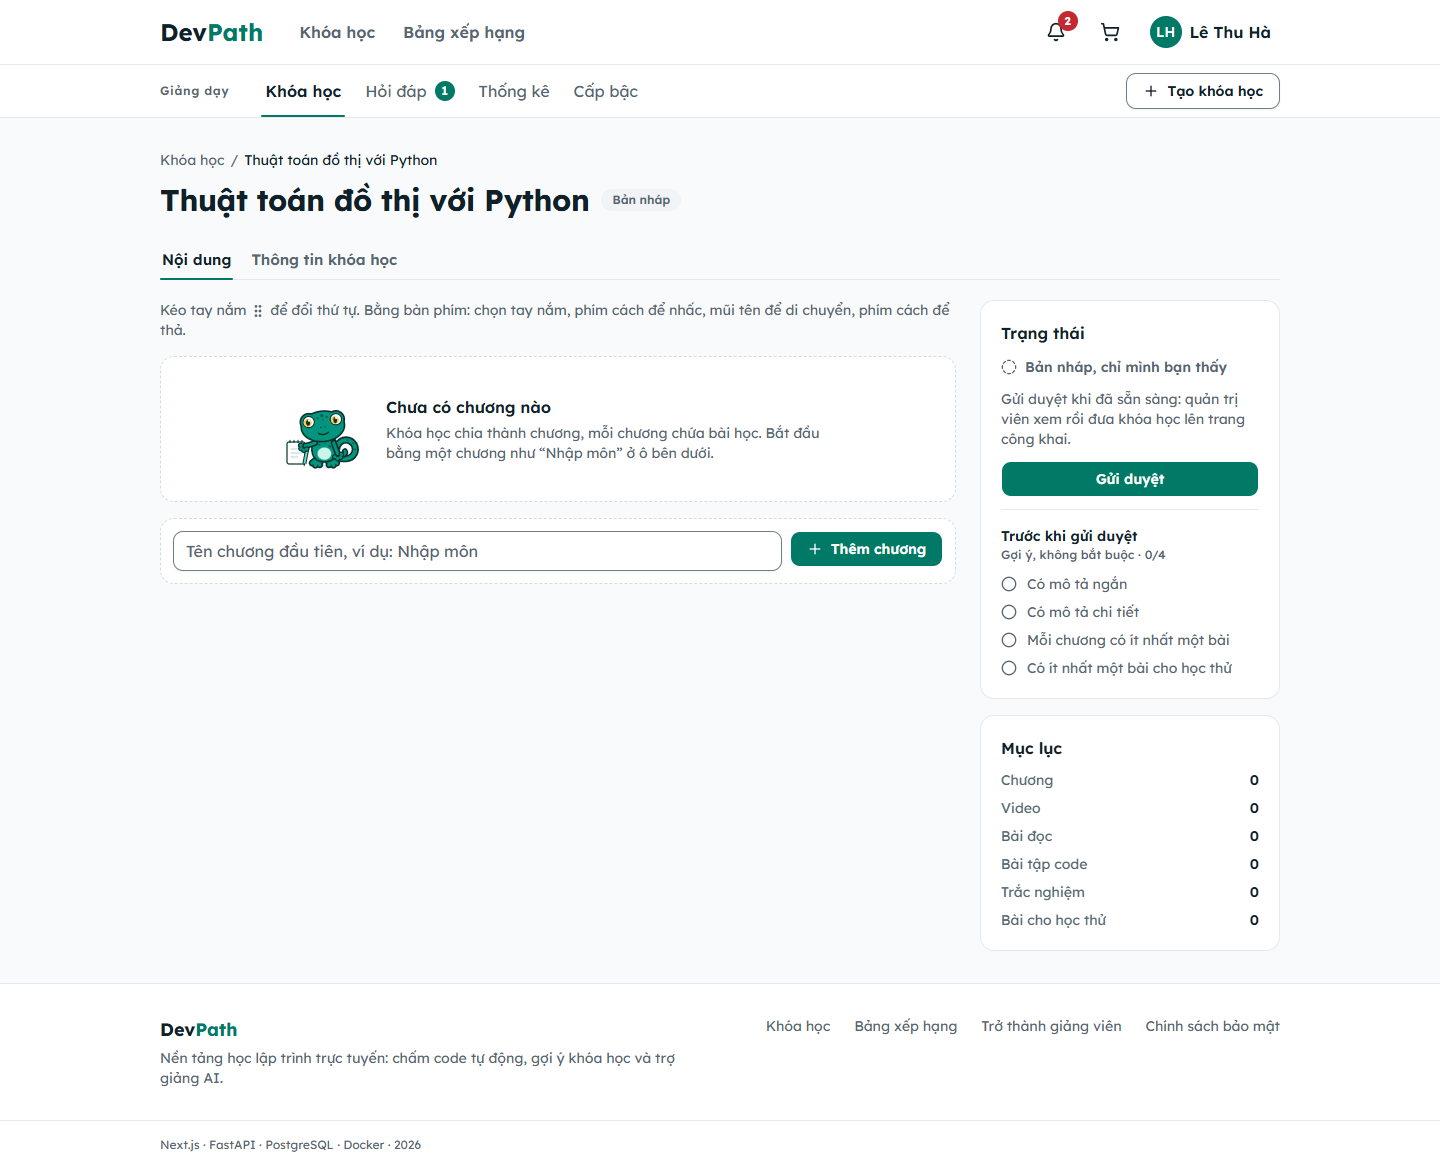 DevPath
Khóa học
Bảng xếp hạng
2
LH
Lê Thu Hà
Giảng dạy
Khóa học
Hỏi đáp 1
Thống kê
Cấp bậc
Tạo khóa học
Khóa học / Thuật toán đồ thị với Python
Thuật toán đồ thị với Python
Bản nháp
Nội dung
Thông tin khóa học
Kéo tay nắm để đổi thứ tự. Bằng bàn phím: chọn tay nắm, phím cách để nhấc, mũi tên để di chuyển, phím cách để
thả.
Chưa có chương nào
Khóa học chia thành chương, mỗi chương chứa bài học. Bắt đầu
bằng một chương như “Nhập môn” ở ô bên dưới.
Tên chương đầu tiên, ví dụ: Nhập môn
Thêm chương
Trạng thái
Bản nháp, chỉ mình bạn thấy
Gửi duyệt khi đã sẵn sàng: quản trị
viên xem rồi đưa khóa học lên trang
công khai.
Gửi duyệt
Trước khi gửi duyệt
Gợi ý, không bắt buộc · 0/4
Có mô tả ngắn
Có mô tả chi tiết
Mỗi chương có ít nhất một bài
Có ít nhất một bài cho học thử
Mục lục
Chương 0
Video 0
Bài đọc 0
Bài tập code 0
Trắc nghiệm 0
Bài cho học thử 0
DevPath
Nền tảng học lập trình trực tuyến: chấm code tự động, gợi ý khóa học và trợ
giảng AI.
Khóa học
Bảng xếp hạng
Trở thành giảng viên
Chính sách bảo mật
Next.js · FastAPI · PostgreSQL · Docker · 2026